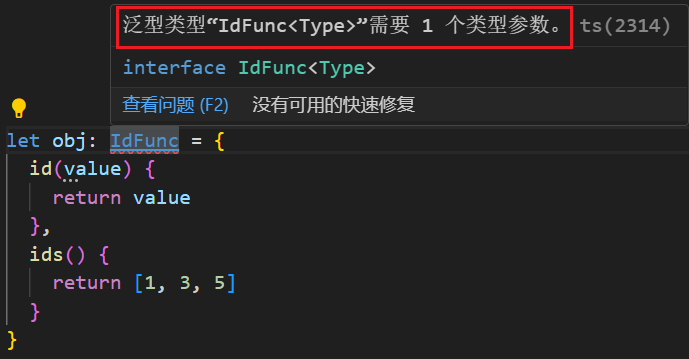 泛型类型“IdFunc<Type>”需要 1 个类型参数。 ts(2314)
interface IdFunc<Type>
查看问题 (F2) 没有可用的快速修复
let obj: IdFunc = {
  id(value) {
    return value
  },
  ids() {
    return [1, 3, 5]
  }
}